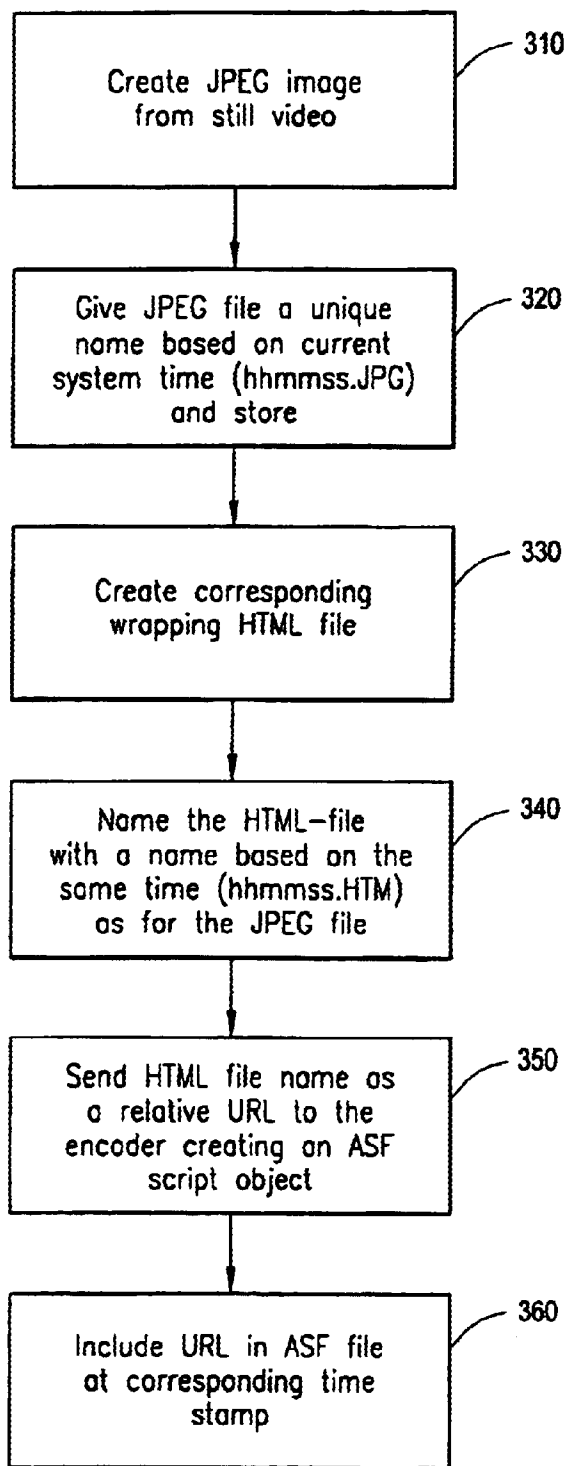 310
Create JPEG image
from still video
320
Give JPEG file a unique
name based on current
system time (hhmmss.JPG)
and store
330
Create corresponding
wrapping HTML file
340
Name the HTML-file
with a name based on the
same time (hhmmss.HTM)
as for the JPEG file
350
Send HTML file name as
a relative URL to the
encoder creating an ASF
script object
360
Include URL in ASF file
at corresponding time
stamp